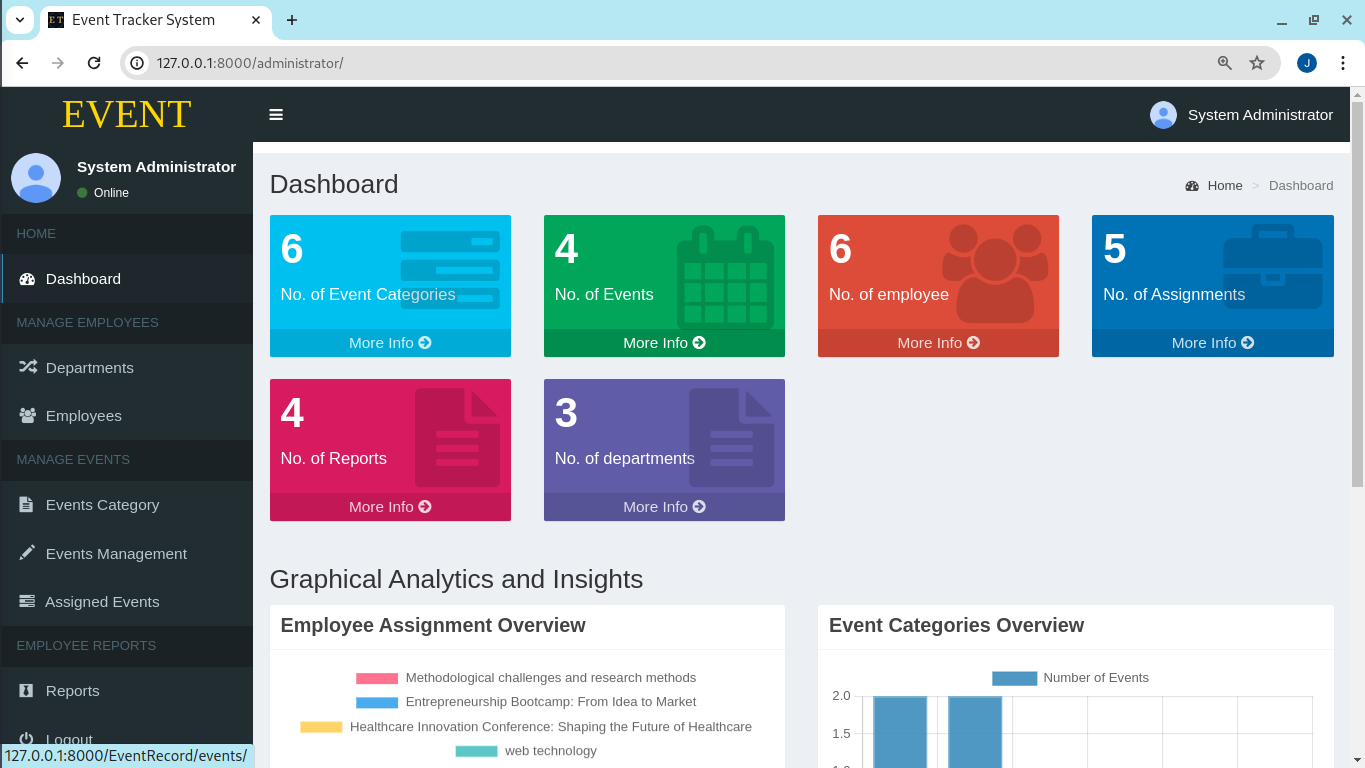 E T Event Tracker System
127.0.0.1:8000/administrator/
J
EVENT
System Administrator
System Administrator
Online
HOME
Dashboard
MANAGE EMPLOYEES
Departments
Employees
MANAGE EVENTS
Events Category
Events Management
Assigned Events
EMPLOYEE REPORTS
Reports
Logout
127.0.0.1:8000/EventRecord/events/
Dashboard
Home > Dashboard
6
No. of Event Categories
More Info
4
No. of Events
More Info
6
No. of employee
More Info
5
No. of Assignments
More Info
4
No. of Reports
More Info
3
No. of departments
More Info
Graphical Analytics and Insights
Employee Assignment Overview
Methodological challenges and research methods
Entrepreneurship Bootcamp: From Idea to Market
Healthcare Innovation Conference: Shaping the Future of Healthcare
web technology
Event Categories Overview
Number of Events
2.0
1.5
1.0